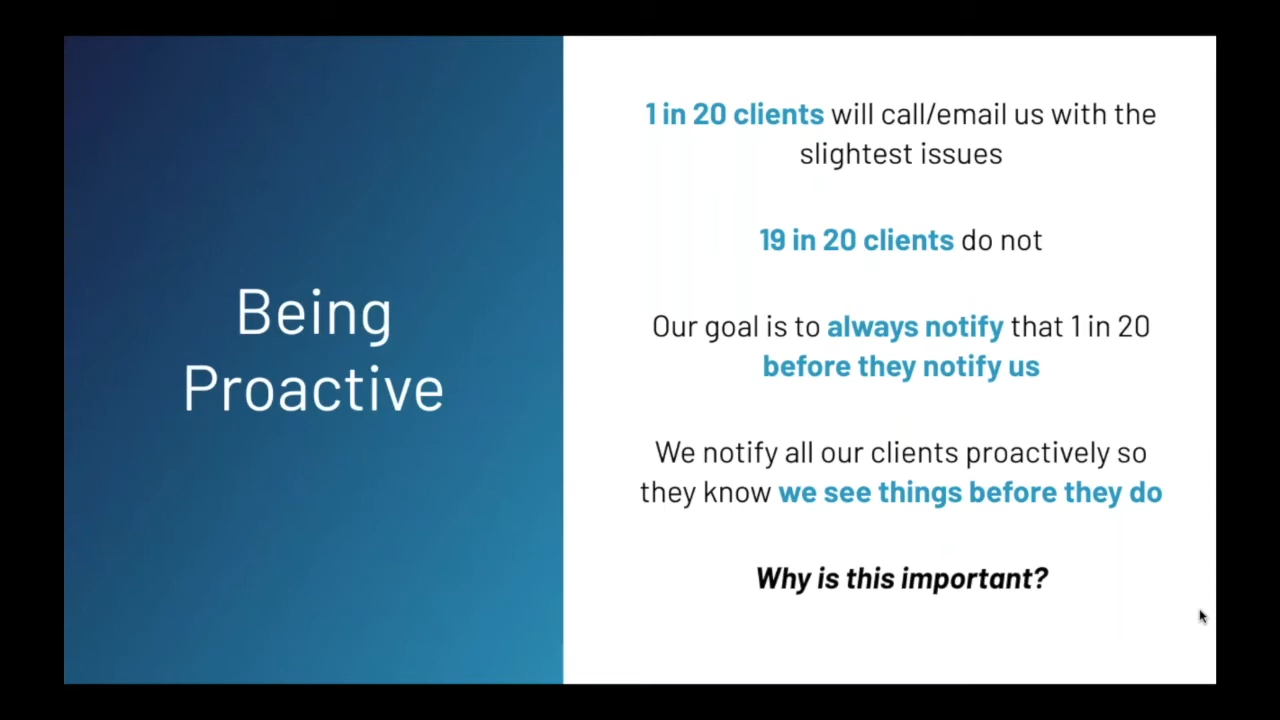 Being
Proactive
1 in 20 clients will call/email us with the
slightest issues
19 in 20 clients do not
Our goal is to always notify that 1 in 20
before they notify us
We notify all our clients proactively so
they know we see things before they do
Why is this important?